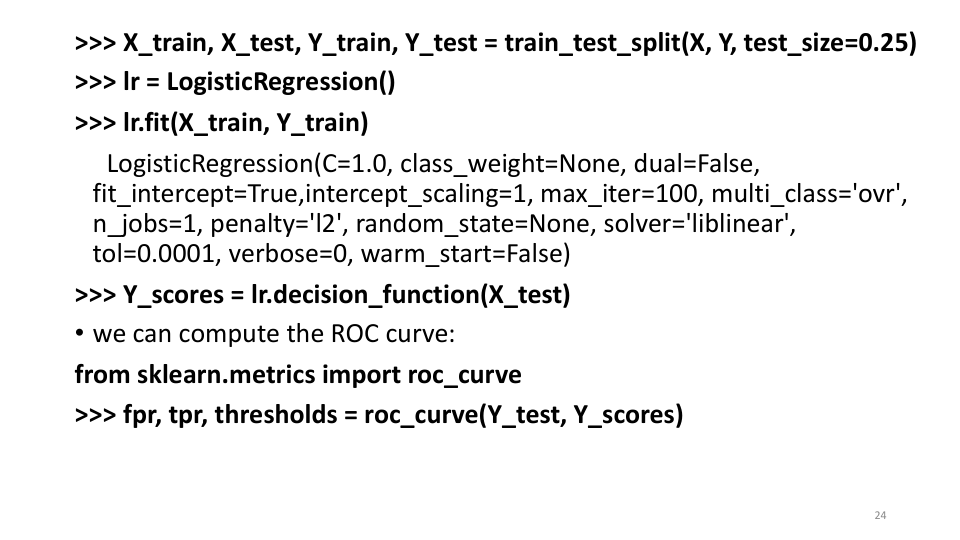 >>> X_train, X_test, Y_train, Y_test = train_test_split(X, Y, test_size=0.25)
>>> lr = LogisticRegression()
>>> lr.fit(X_train, Y_train)
LogisticRegression(C=1.0, class_weight=None, dual=False,
fit_intercept=True,intercept_scaling=1, max_iter=100, multi_class='ovr',
n_jobs=1, penalty='l2', random_state=None, solver='liblinear',
tol=0.0001, verbose=0, warm_start=False)
>>> Y_scores = lr.decision_function(X_test)
• we can compute the ROC curve:
from sklearn.metrics import roc_curve
>>> fpr, tpr, thresholds = roc_curve(Y_test, Y_scores)
24